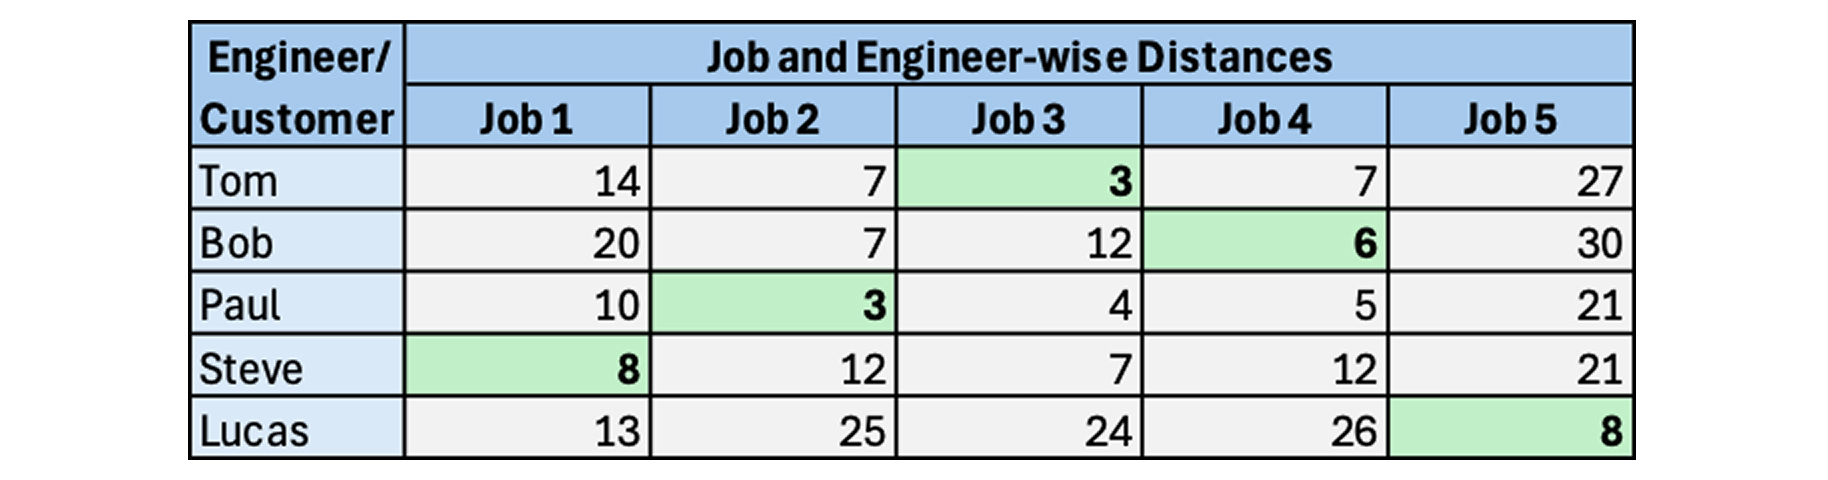 Engineer/ Job and Engineer-wise Distances
Customer Job 1 Job 2 Job 3 Job 4 Job 5
Tom 14 7 3 7 27
Bob 20 7 12 6 30
Paul 10 3 4 5 21
Steve 8 12 7 12 21
Lucas 13 25 24 26 8